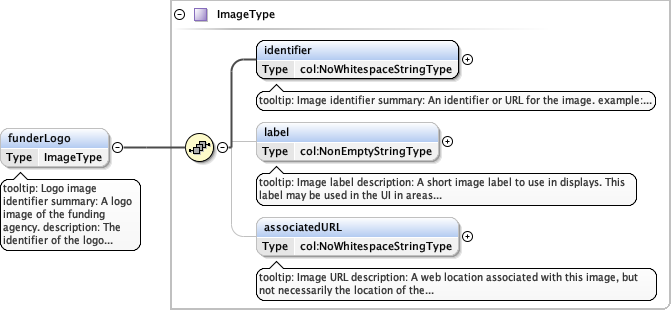 ImageType
identifier
Type col:NoWhitespaceStringType
tooltip: Image identifier summary: An identifier or URL for the image. example:...
funderLogo
Type ImageType
tooltip: Logo image
identifier summary: A logo
image of the funding
agency. description: The
identifier of the logo...
label
Type col:NonEmptyStringType
tooltip: Image label description: A short image label to use in displays. This
label may be used in the UI in areas...
associatedURL
Type col:NoWhitespaceStringType
tooltip: Image URL description: A web location associated with this image, but
not necessarily the location of the...